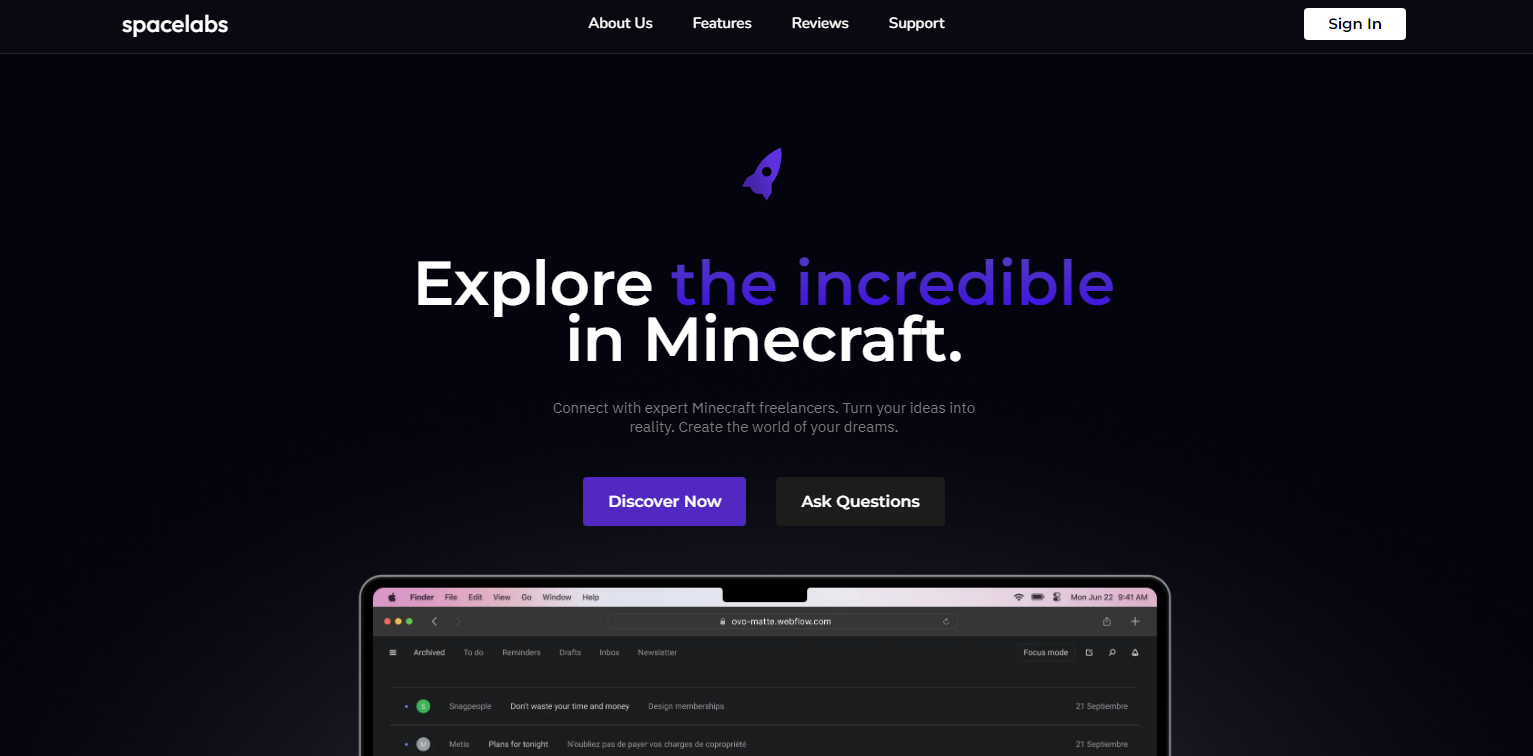 spacelabs About Us Features Reviews Support Sign In
Explore the incredible
in Minecraft.
Connect with expert Minecraft freelancers. Turn your ideas into
reality. Create the world of your dreams.
Discover Now Ask Questions
Finder File Edit View Go Window Help Mon Jun 22 9:41 AM
ovo-matte.webflow.com
Archived To do Reminders Drafts Inbox Newsletter Focus mode
S Snagpeople Don't waste your time and money Design memberships 21 Septiembre
M Metis Plans for tonight N'oubliez pas de payer vos charges de copropriété 21 Septiembre